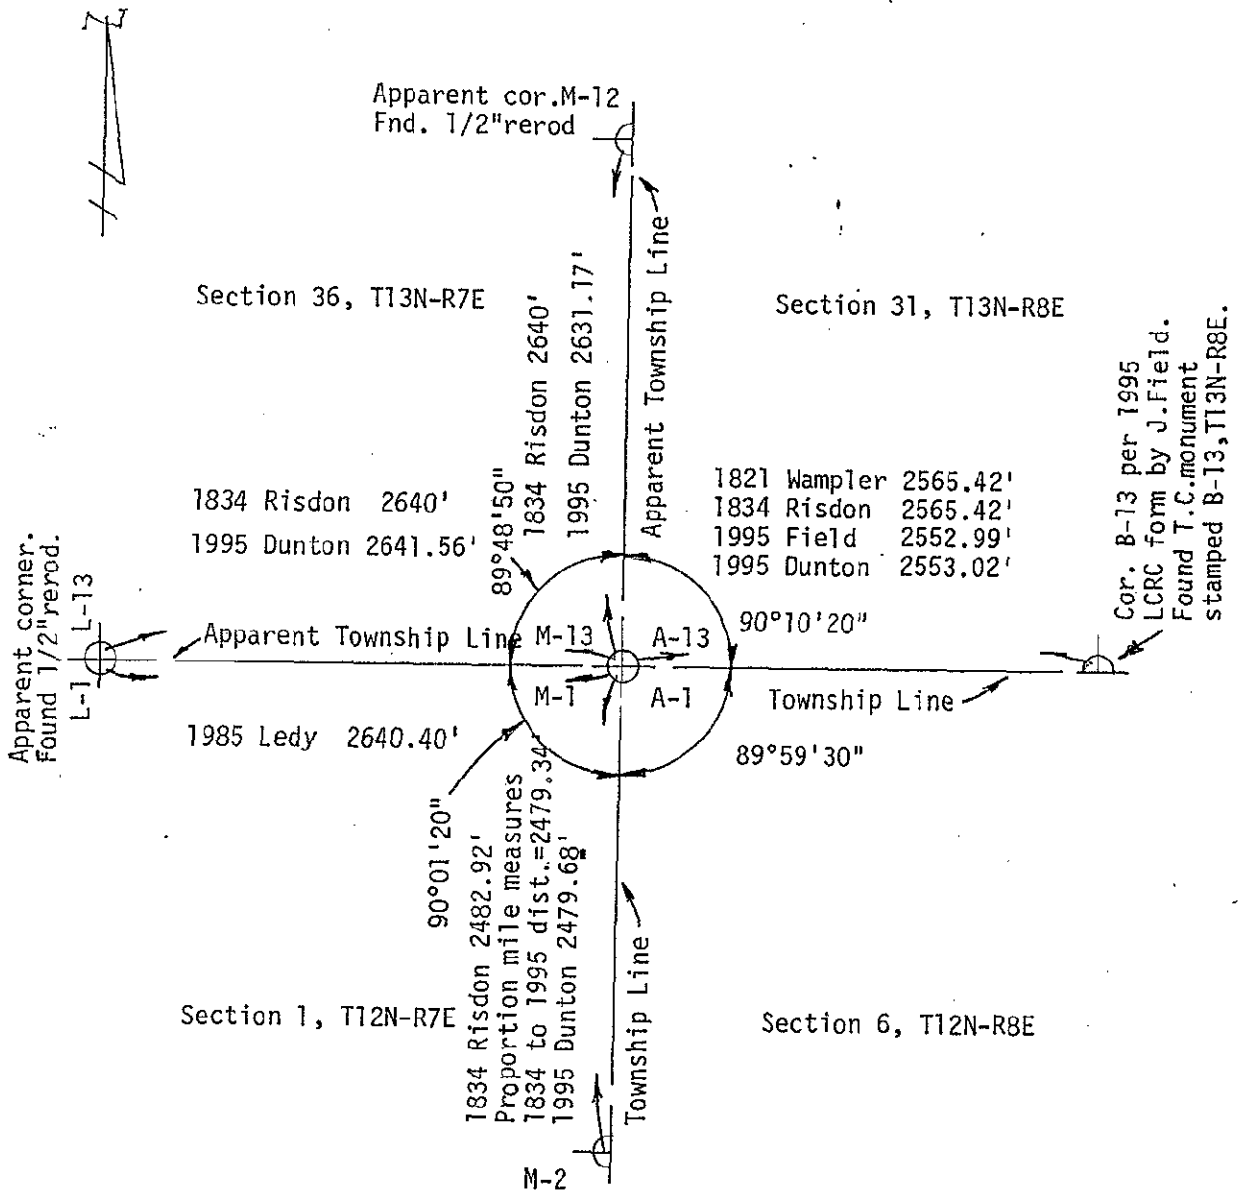 Apparent cor.M-12
Fnd. 1/2"rerod
Section 36, T13N-R7E
1834 Risdon 2640'
1995 Dunton 2631.17'
Apparent Township Line
Section 31, T13N-R8E
Cor. B-13 per 1995
LCRC form by J.Field.
Found T.C.monument
stamped B-13,T13N-R8E.
1834 Risdon 2640'
1995 Dunton 2641.56'
89°48'50"
1821 Wampler 2565.42'
1834 Risdon 2565.42'
1995 Field 2552.99'
1995 Dunton 2553.02'
90°10'20"
Apparent corner.
Found 1/2"rerod.
L-1 L-13
Apparent Township Line
M-13
A-13
M-1
A-1
Township Line
1985 Ledy 2640.40'
89°59'30"
90°01'20"
1834 Risdon 2482.92'
Proportion mile measures
1834 to 1995 dist.=2479.34'
1995 Dunton 2479.68'
Township Line
Section 1, T12N-R7E
Section 6, T12N-R8E
M-2